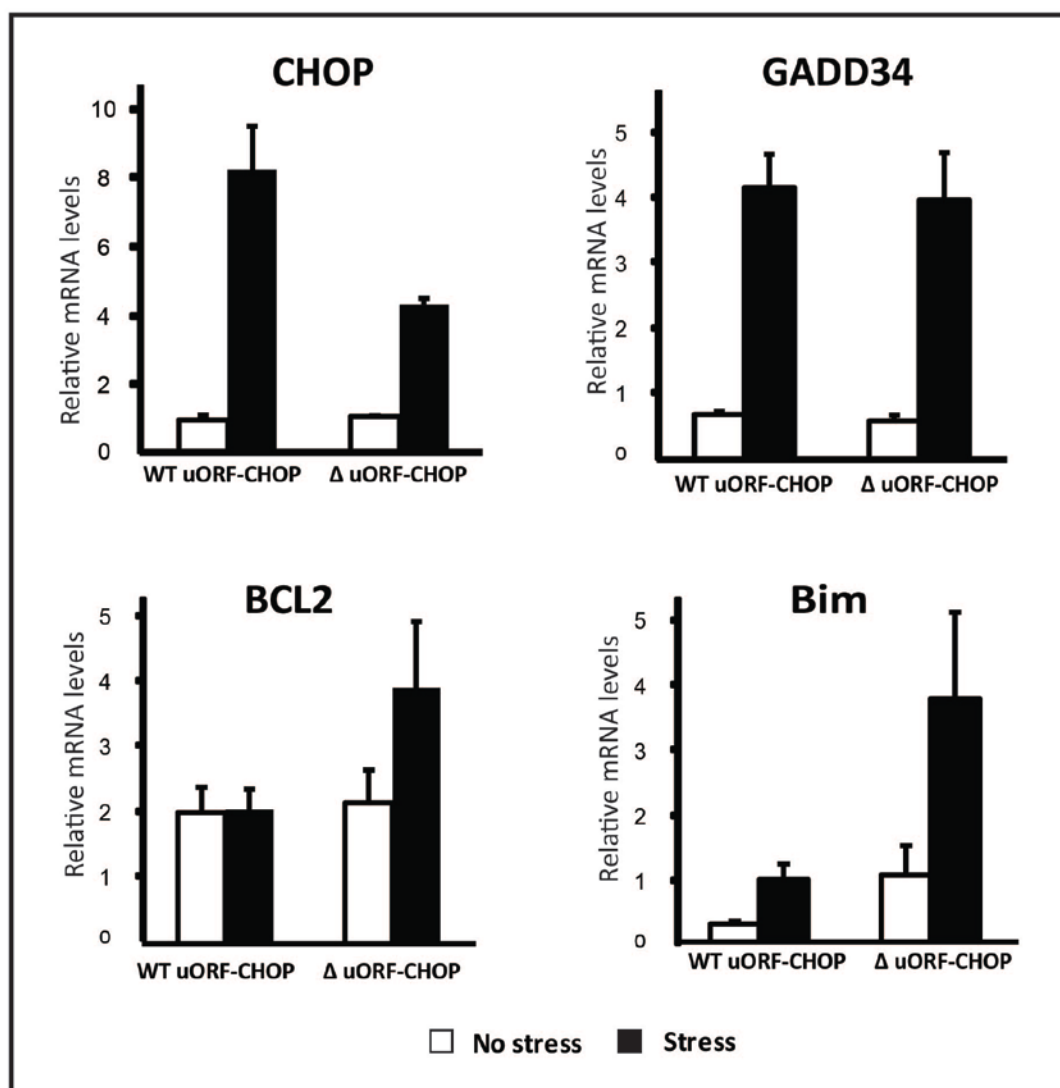 CHOP
Relative mRNA levels
10
8
6
4
2
0
WT uORF-CHOP Δ uORF-CHOP
GADD34
Relative mRNA levels
5
4
3
2
1
0
WT uORF-CHOP Δ uORF-CHOP
BCL2
Relative mRNA levels
5
4
3
2
1
0
WT uORF-CHOP Δ uORF-CHOP
Bim
Relative mRNA levels
5
4
3
2
1
0
WT uORF-CHOP Δ uORF-CHOP
No stress Stress